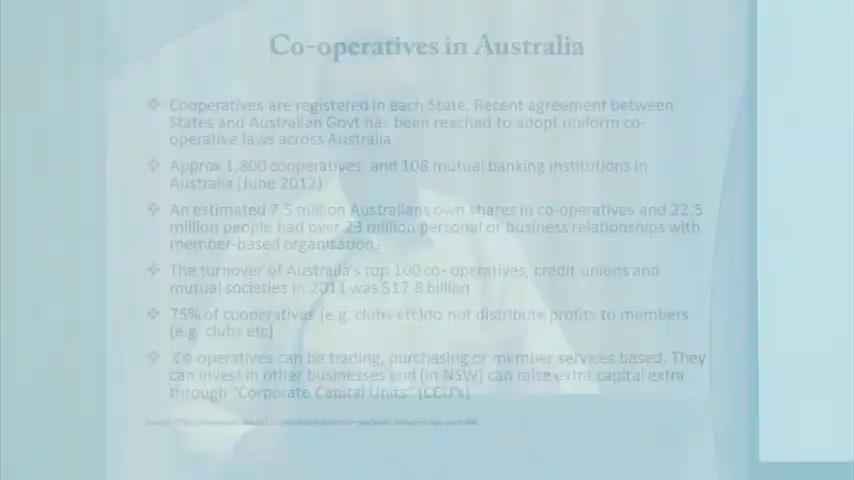 Co-operatives in Australia
❖ Cooperatives are registered in each State. Recent agreement between
States and Australian Govt has been reached to adopt uniform co-
operative laws across Australia
❖ Approx 1,800 cooperatives and 108 mutual banking institutions in
Australia (June 2012)
❖ An estimated 7.5 million Australians own shares in co-operatives and 22.5
million people had over 23 million personal or business relationships with
member-based organisations
❖ The turnover of Australia's top 100 co- operatives, credit unions and
mutual societies in 2011 was $17.8 billion
❖ 75% of cooperatives (e.g. clubs etc)do not distribute profits to members
(e.g. clubs etc)
❖ Co-operatives can be trading, purchasing or member services based. They
can invest in other businesses and (in NSW) can raise extra capital extra
through "Corporate Capital Units" (CCU's)